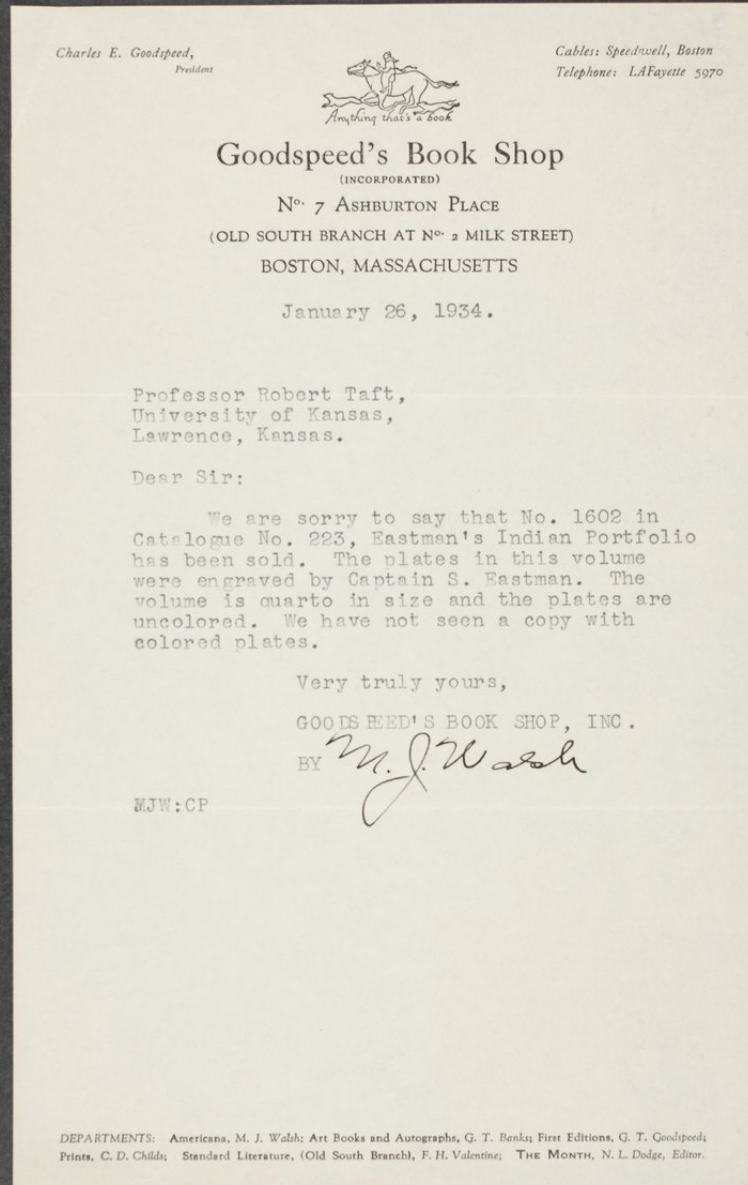 Charles E. Goodspeed,
President
Cables: Speedwell, Boston
Telephone: LAFayette 5970
Anything that's a book
Goodspeed's Book Shop
(INCORPORATED)
No. 7 ASHBURTON PLACE
(OLD SOUTH BRANCH AT No. 2 MILK STREET)
BOSTON, MASSACHUSETTS
January 26, 1934.
Professor Robert Taft,
University of Kansas,
Lawrence, Kansas.
Dear Sir:
We are sorry to say that No. 1602 in
Catalogue No. 223, Eastman's Indian Portfolio
has been sold. The plates in this volume
were engraved by Captain S. Eastman. The
volume is quarto in size and the plates are
uncolored. We have not seen a copy with
colored plates.
Very truly yours,
GOODSPEED'S BOOK SHOP, INC.
BY M. J. Walsh
MJW:CP
DEPARTMENTS: Americana, M. J. Walsh; Art Books and Autographs, G. T. Banks; First Editions, G. T. Goodspeed;
Prints, C. D. Childs; Standard Literature, (Old South Branch), F. H. Valentine; THE MONTH, N. L. Dodge, Editor.